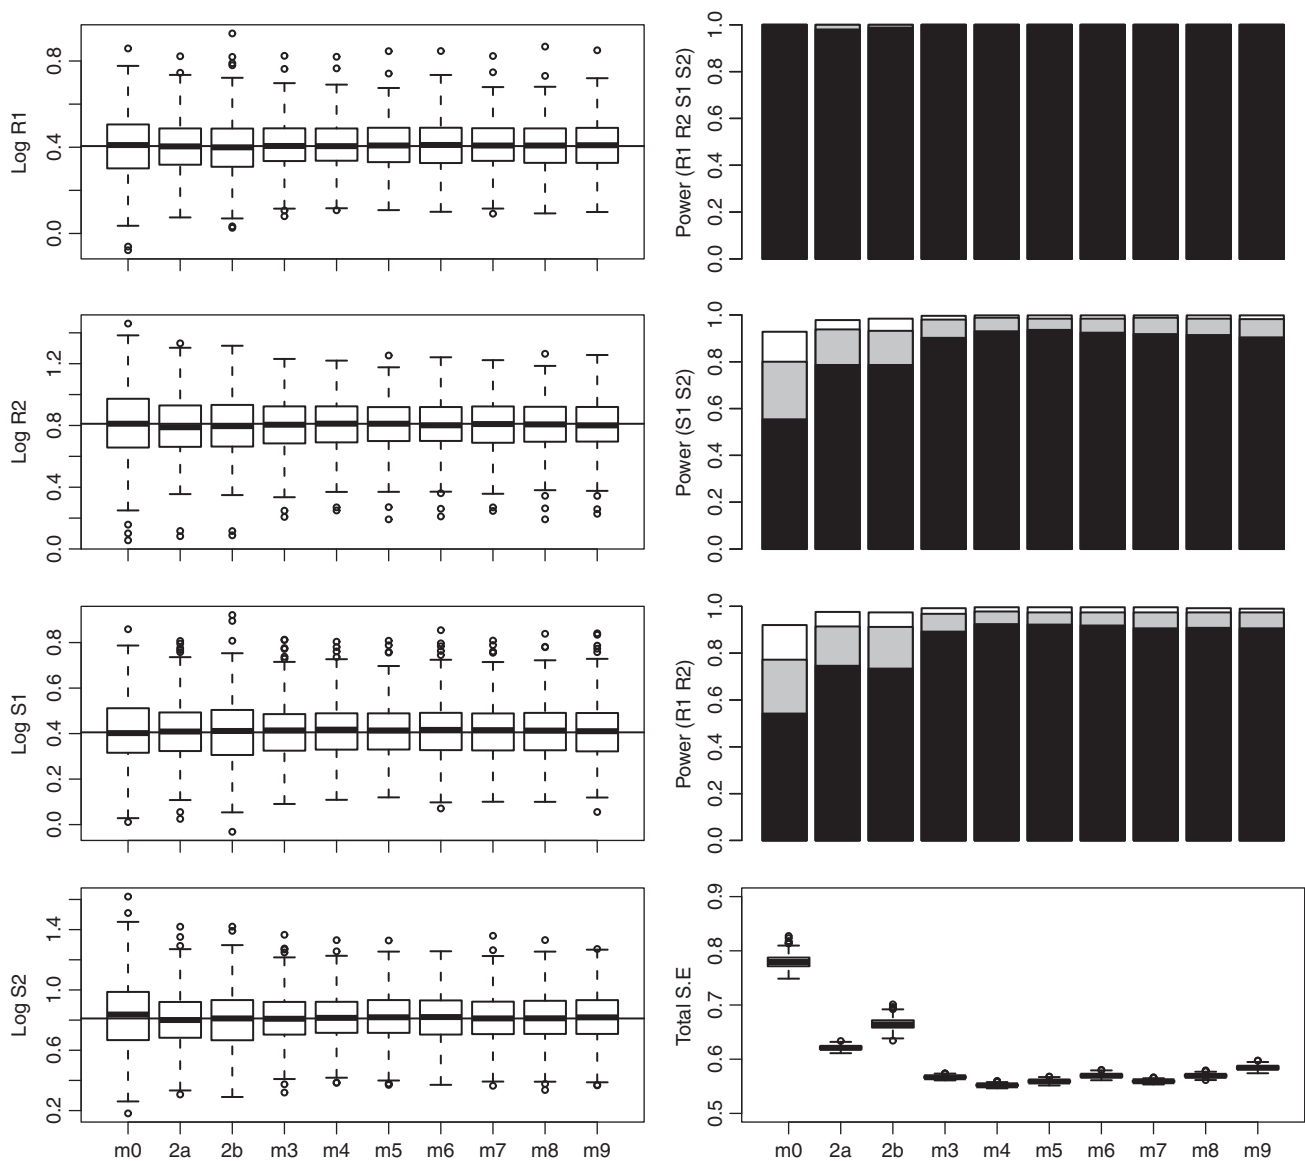 Log R1
0.0 0.4 0.8
Power (R1 R2 S1 S2)
0.0 0.2 0.4 0.6 0.8 1.0
Log R2
0.0 0.4 0.8 1.2
Power (S1 S2)
0.0 0.2 0.4 0.6 0.8 1.0
Log S1
0.0 0.2 0.4 0.6 0.8
Power (R1 R2)
0.0 0.2 0.4 0.6 0.8 1.0
Log S2
0.2 0.6 1.0 1.4
Total S.E
0.5 0.6 0.7 0.8 0.9
m0 2a 2b m3 m4 m5 m6 m7 m8 m9
m0 2a 2b m3 m4 m5 m6 m7 m8 m9